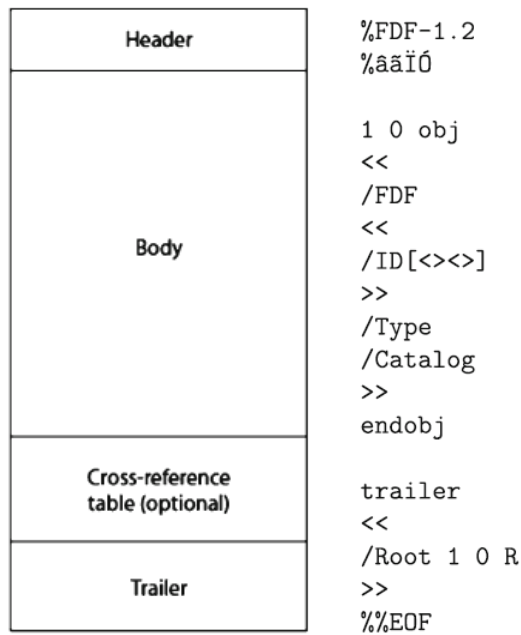 Header
Body
Cross-reference
table (optional)
Trailer
%FDF-1.2
%âãÏÓ
1 0 obj
<<
/FDF
<<
/ID[<><>]
>>
/Type
/Catalog
>>
endobj
trailer
<<
/Root 1 0 R
>>
%%EOF